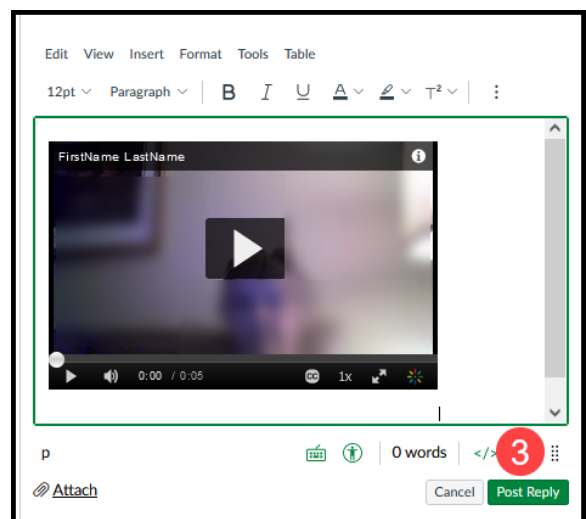 Edit View Insert Format Tools Table
12pt Paragraph B I U A T²
FirstName LastName
0:00 / 0:05 CC 1x
p 0 words </> 3
Attach Cancel Post Reply